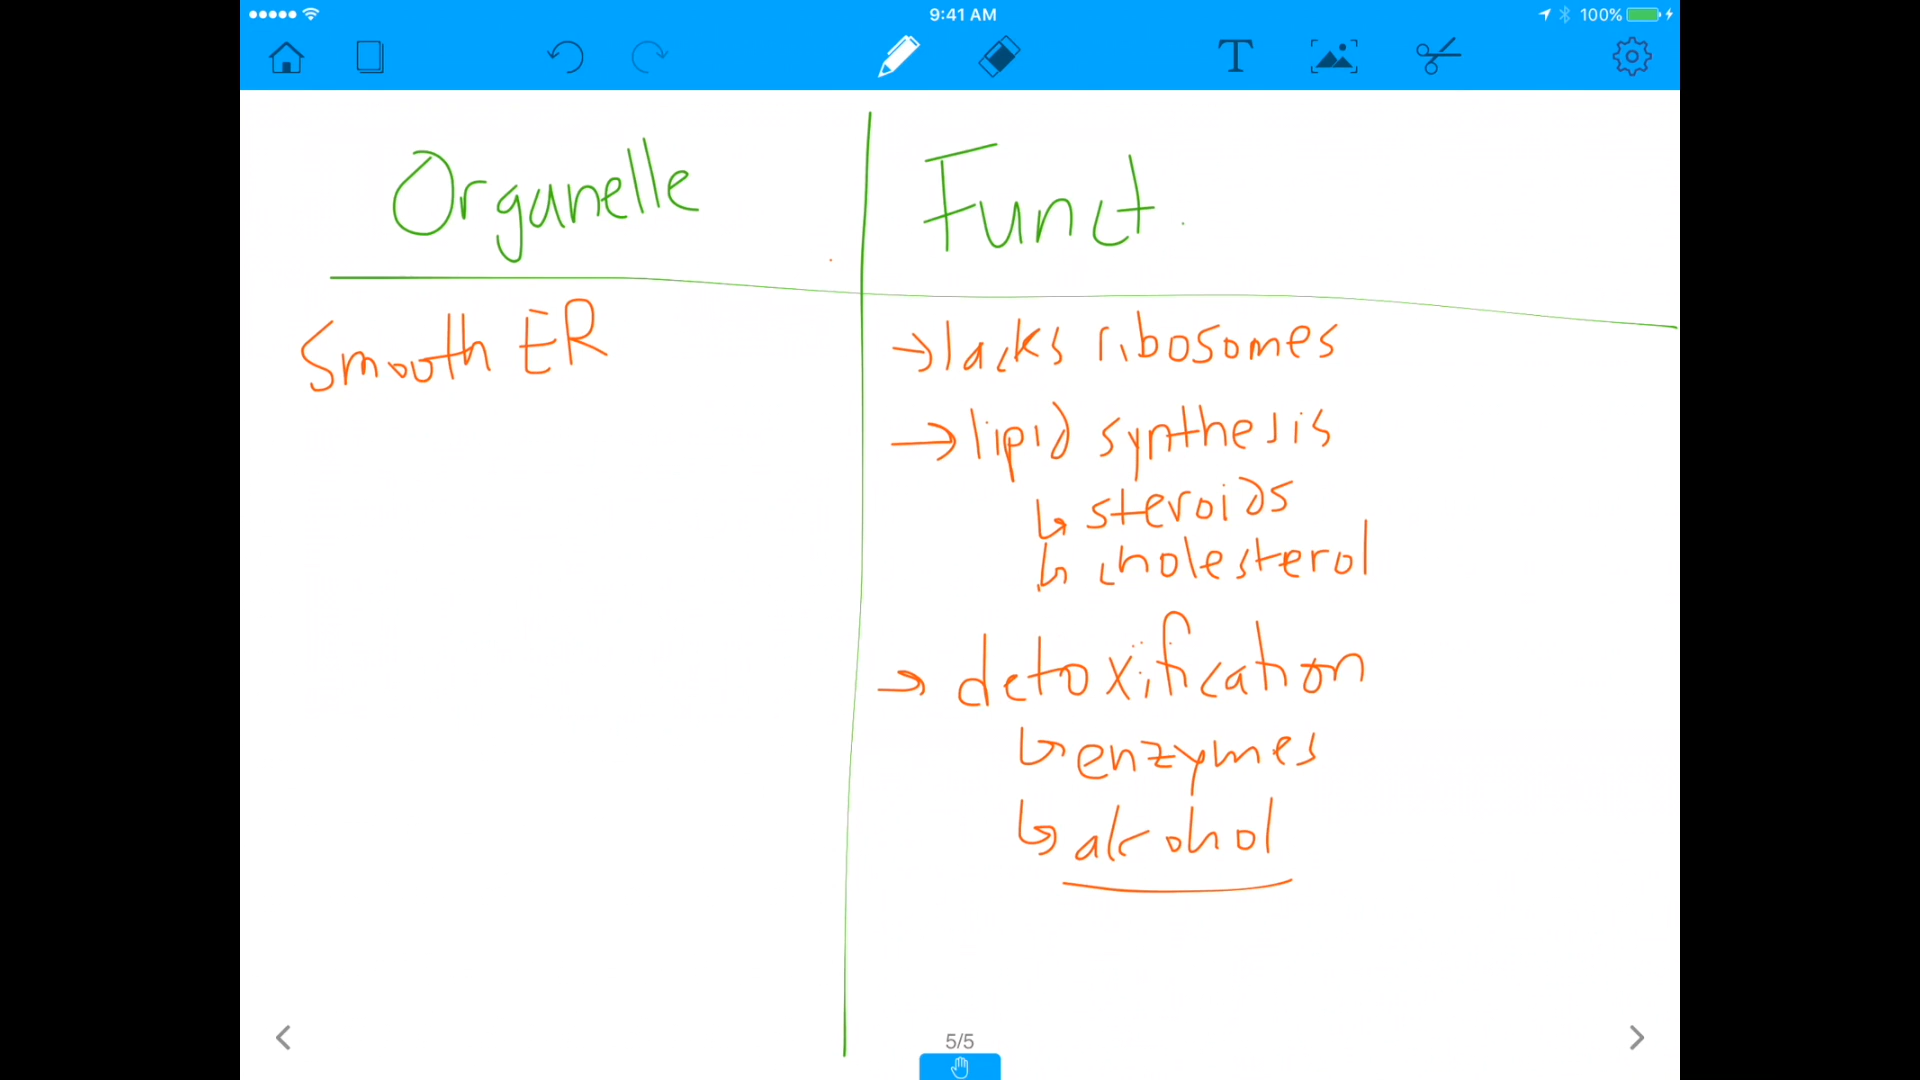 9:41 AM
100%
T
Organelle
Funct.
Smooth ER
→lacks ribosomes
→lipid synthesis
↳ steroids
↳ cholesterol
→ detoxification
↳ enzymes
↳ alcohol
5/5